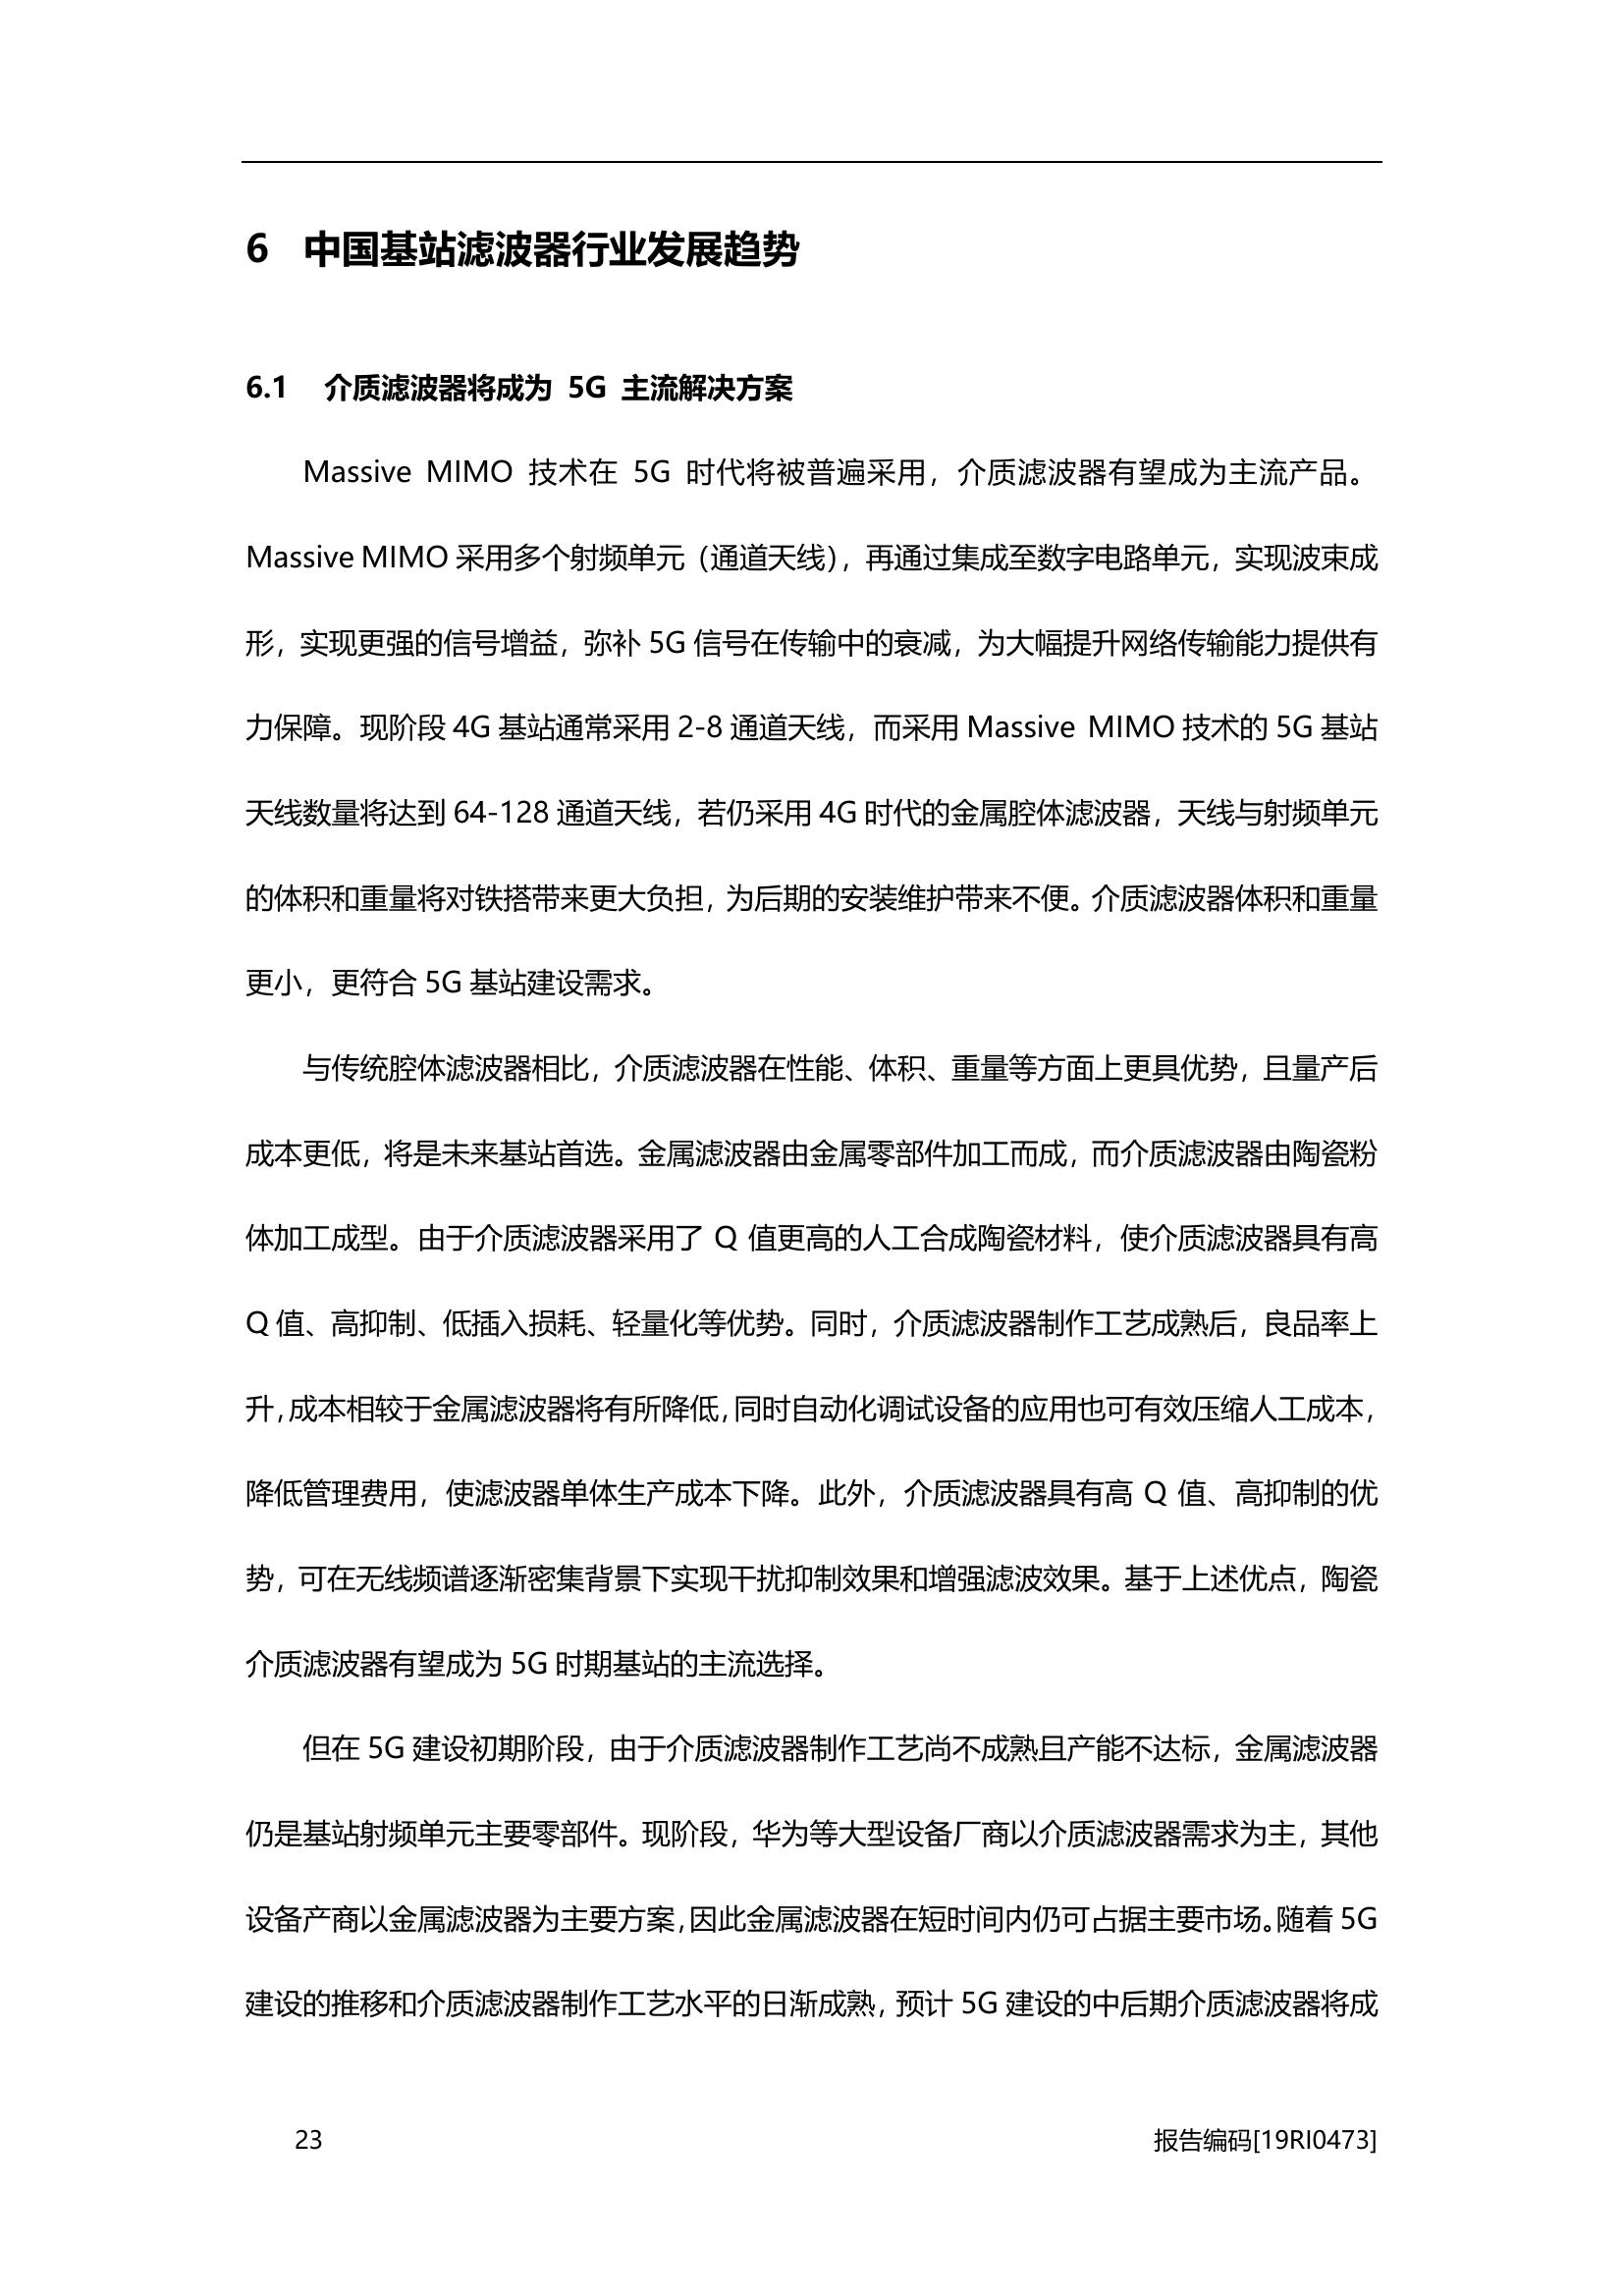 6 中国基站滤波器行业发展趋势
6.1 介质滤波器将成为 5G 主流解决方案
Massive MIMO 技术在 5G 时代将被普遍采用，介质滤波器有望成为主流产品。
Massive MIMO 采用多个射频单元（通道天线），再通过集成至数字电路单元，实现波束成
形，实现更强的信号增益，弥补 5G 信号在传输中的衰减，为大幅提升网络传输能力提供有
力保障。现阶段 4G 基站通常采用 2-8 通道天线，而采用 Massive MIMO 技术的 5G 基站
天线数量将达到 64-128 通道天线，若仍采用 4G 时代的金属腔体滤波器，天线与射频单元
的体积和重量将对铁搭带来更大负担，为后期的安装维护带来不便。介质滤波器体积和重量
更小，更符合 5G 基站建设需求。
与传统腔体滤波器相比，介质滤波器在性能、体积、重量等方面上更具优势，且量产后
成本更低，将是未来基站首选。金属滤波器由金属零部件加工而成，而介质滤波器由陶瓷粉
体加工成型。由于介质滤波器采用了 Q 值更高的人工合成陶瓷材料，使介质滤波器具有高
Q 值、高抑制、低插入损耗、轻量化等优势。同时，介质滤波器制作工艺成熟后，良品率上
升，成本相较于金属滤波器将有所降低，同时自动化调试设备的应用也可有效压缩人工成本，
降低管理费用，使滤波器单体生产成本下降。此外，介质滤波器具有高 Q 值、高抑制的优
势，可在无线频谱逐渐密集背景下实现干扰抑制效果和增强滤波效果。基于上述优点，陶瓷
介质滤波器有望成为 5G 时期基站的主流选择。
但在 5G 建设初期阶段，由于介质滤波器制作工艺尚不成熟且产能不达标，金属滤波器
仍是基站射频单元主要零部件。现阶段，华为等大型设备厂商以介质滤波器需求为主，其他
设备产商以金属滤波器为主要方案，因此金属滤波器在短时间内仍可占据主要市场。随着 5G
建设的推移和介质滤波器制作工艺水平的日渐成熟，预计 5G 建设的中后期介质滤波器将成
23 报告编码[19RI0473]